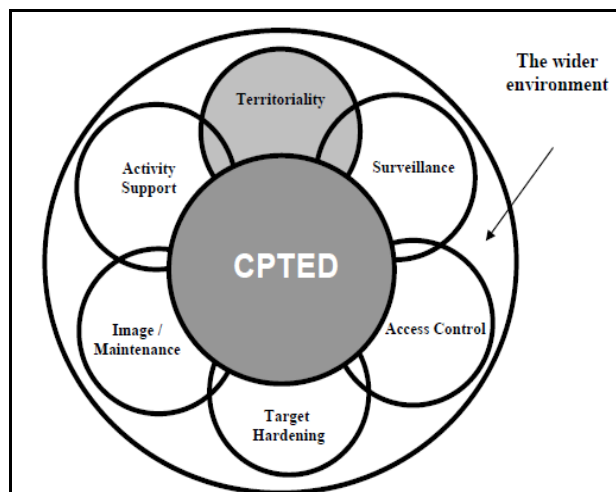 The wider
environment
Territoriality
Activity
Support
Surveillance
CPTED
Image /
Maintenance
Access Control
Target
Hardening